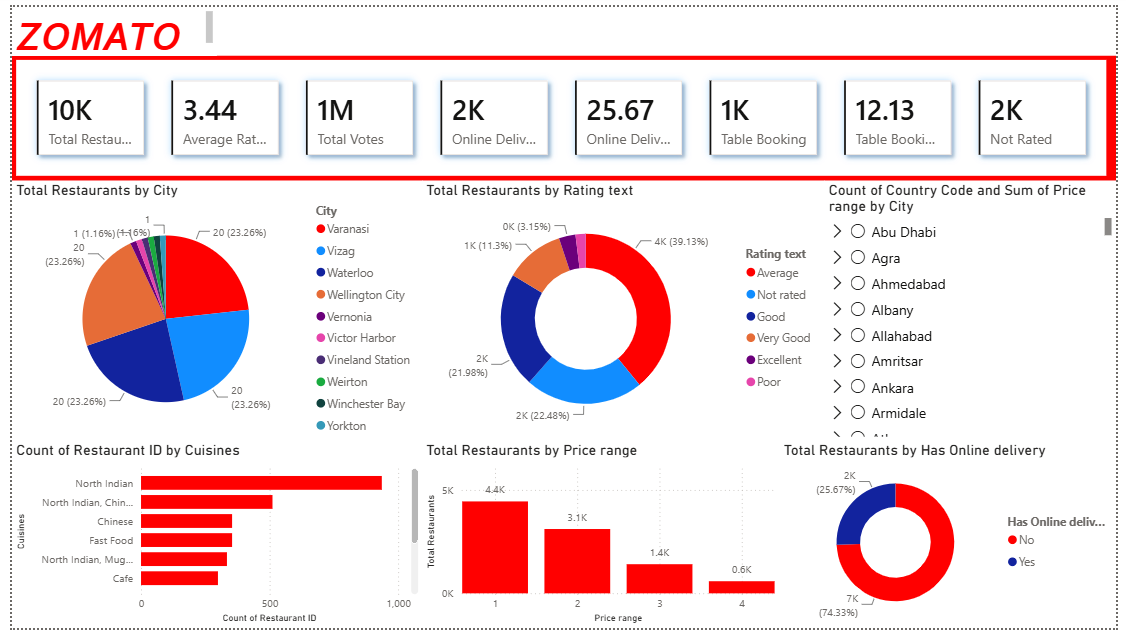 ZOMATO
10K
Total Restau...
3.44
Average Rat...
1M
Total Votes
2K
Online Deliv...
25.67
Online Deliv...
1K
Table Booking
12.13
Table Booki...
2K
Not Rated
Total Restaurants by City
1
1 (1.16%)
(1.16%)
20 (23.26%)
20
(23.26%)
20 (23.26%)
20
(23.26%)
City
Varanasi
Vizag
Waterloo
Wellington City
Vernonia
Victor Harbor
Vineland Station
Weirton
Winchester Bay
Yorkton
Total Restaurants by Rating text
0K (3.15%)
1K (11.3%)
4K (39.13%)
2K
(21.98%)
2K (22.48%)
Rating text
Average
Not rated
Good
Very Good
Excellent
Poor
Count of Country Code and Sum of Price
range by City
Abu Dhabi
Agra
Ahmedabad
Albany
Allahabad
Amritsar
Ankara
Armidale
Count of Restaurant ID by Cuisines
Cuisines
North Indian
North Indian, Chin...
Chinese
Fast Food
North Indian, Mug...
Cafe
0
500
1,000
Count of Restaurant ID
Total Restaurants by Price range
Total Restaurants
5K
0K
4.4K
3.1K
1.4K
0.6K
1
2
3
4
Price range
Total Restaurants by Has Online delivery
2K
(25.67%)
7K
(74.33%)
Has Online deliv...
No
Yes